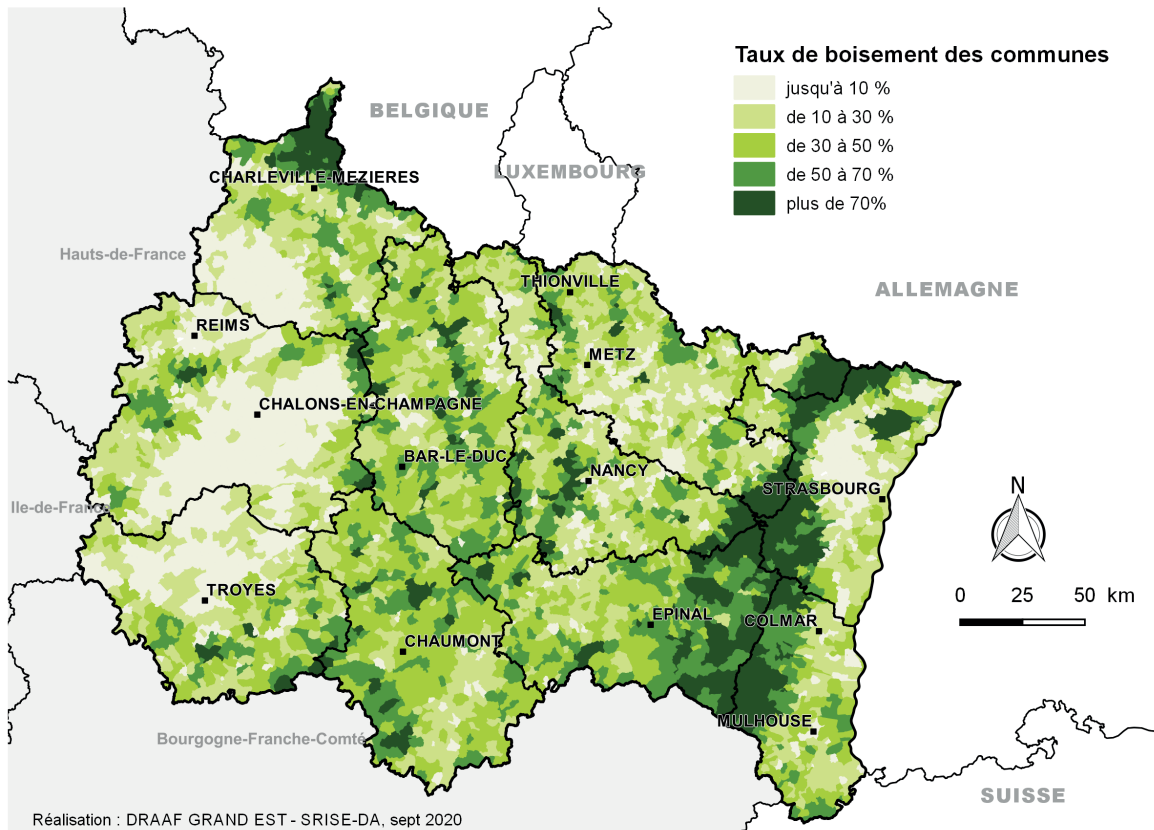 Taux de boisement des communes
jusqu'à 10 %
de 10 à 30 %
de 30 à 50 %
de 50 à 70 %
plus de 70%
BELGIQUE
LUXEMBOURG
CHARLEVILLE-MEZIERES
Hauts-de-France
THIONVILLE
ALLEMAGNE
REIMS
METZ
CHALONS-EN-CHAMPAGNE
BAR-LE-DUC
NANCY
STRASBOURG
N
Ile-de-France
TROYES
EPINAL
COLMAR
0 25 50 km
CHAUMONT
MULHOUSE
Bourgogne-Franche-Comté
SUISSE
Réalisation : DRAAF GRAND EST - SRISE-DA, sept 2020